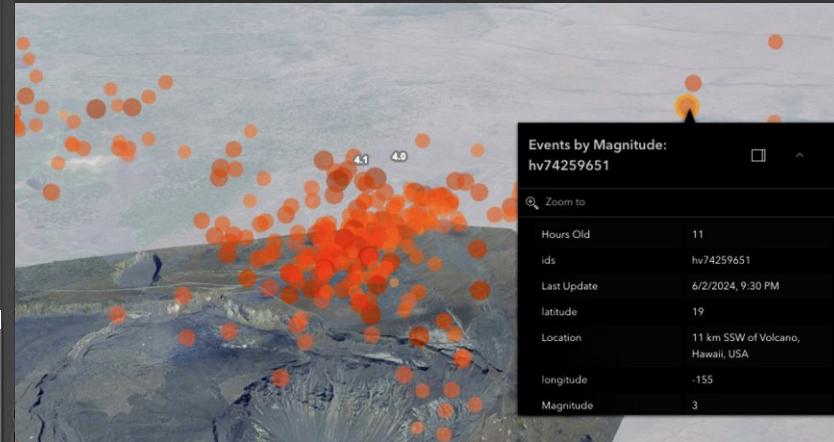 4.1
4.0
Events by Magnitude:
hv74259651
Zoom to
Hours Old 11
ids hv74259651
Last Update 6/2/2024, 9:30 PM
latitude 19
Location 11 km SSW of Volcano,
Hawaii, USA
longitude -155
Magnitude 3